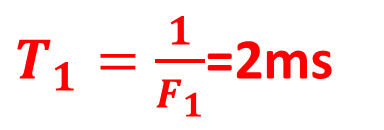 T₁ = 1/F₁ =2ms